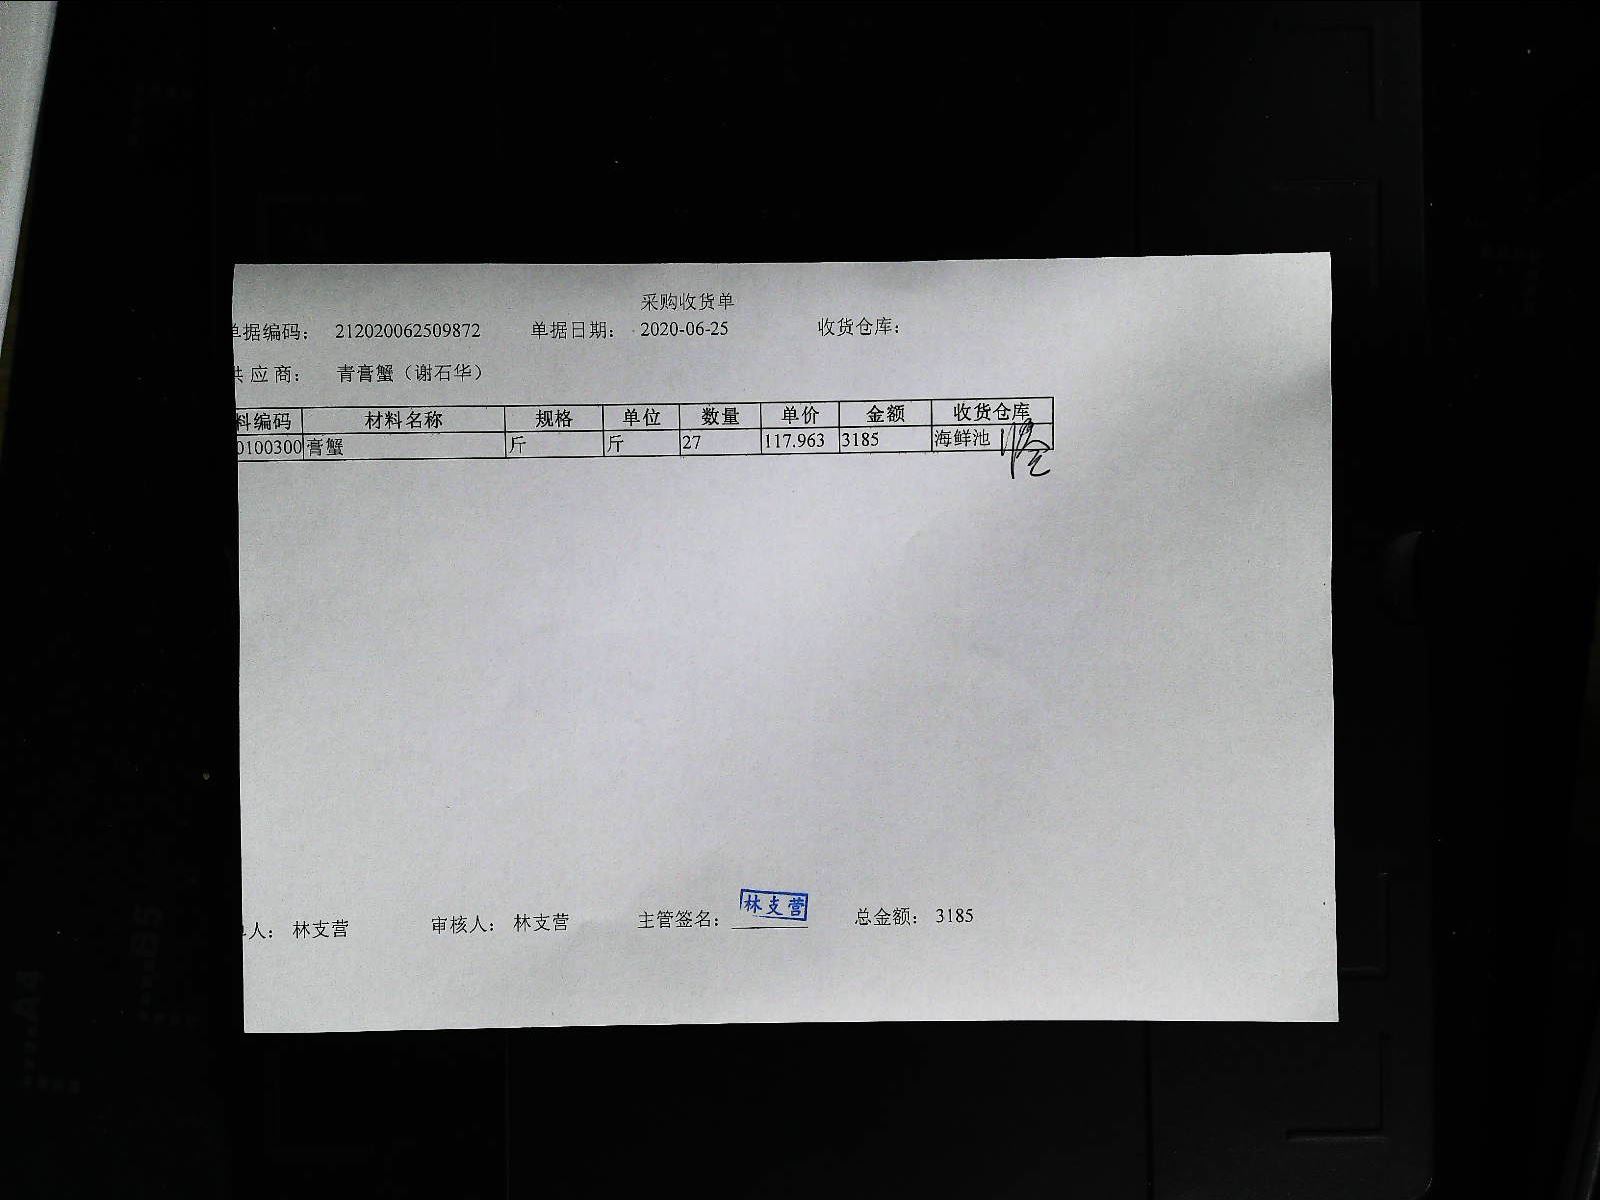 采购收货单
单据编码： 212020062509872 单据日期： 2020-06-25 收货仓库：
供应商： 青膏蟹（谢石华）
料编码 材料名称 规格 单位 数量 单价 金额 收货仓库
0100300 膏蟹 斤 斤 27 117.963 3185 海鲜池
人： 林支营 审核人： 林支营 主管签名： 林支营 总金额： 3185